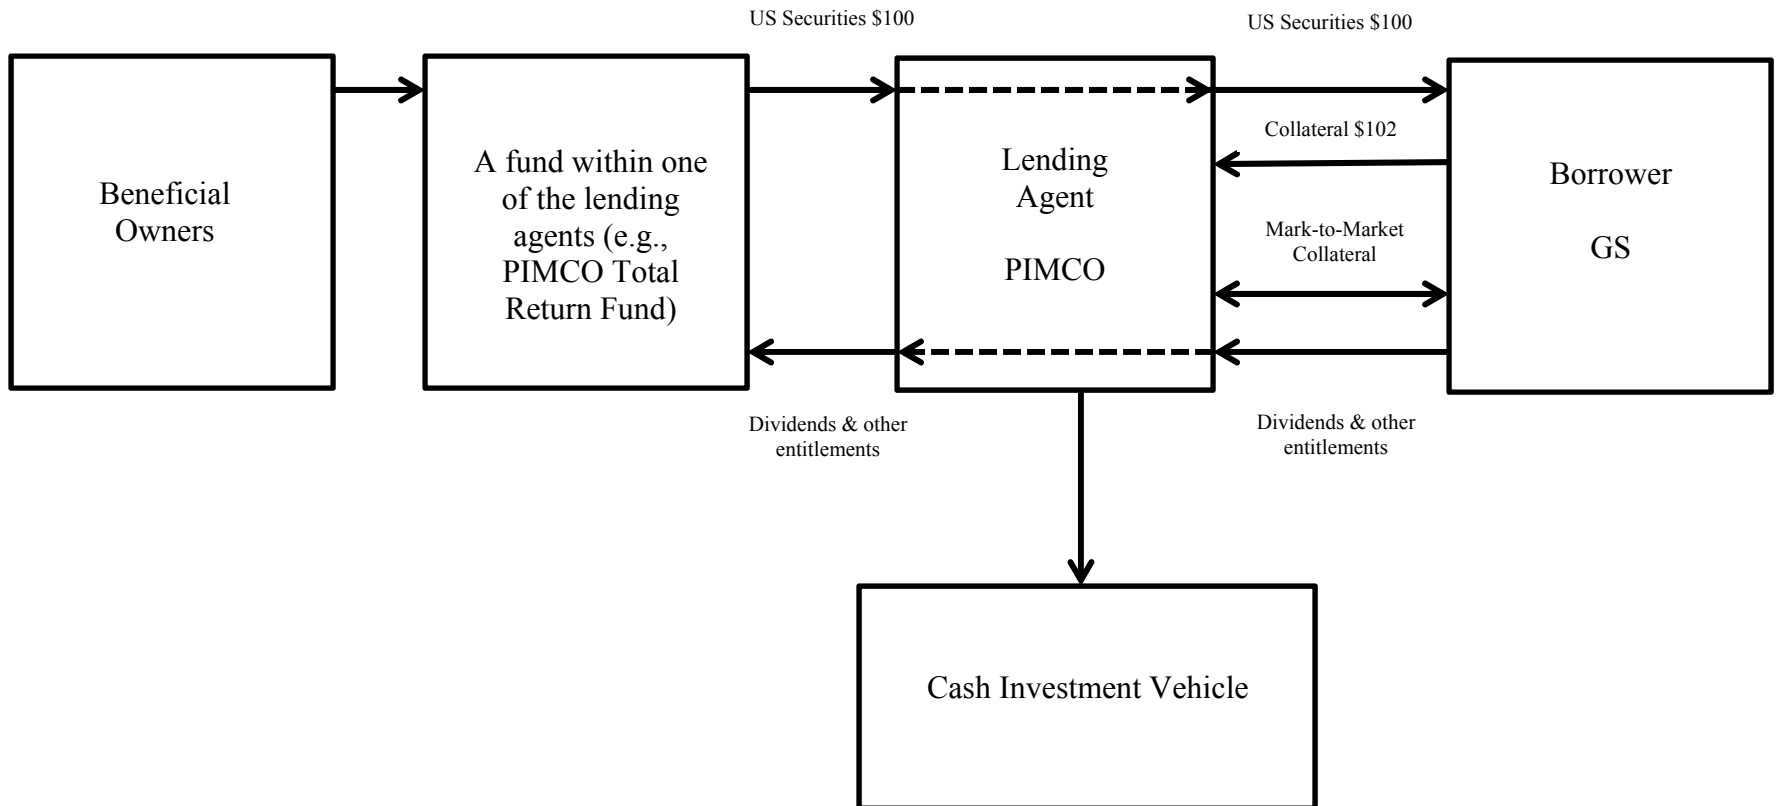 US Securities $100
US Securities $100
Beneficial
Owners
A fund within one
of the lending
agents (e.g.,
PIMCO Total
Return Fund)
Lending
Agent
PIMCO
Collateral $102
Mark-to-Market
Collateral
Borrower
GS
Dividends & other
entitlements
Dividends & other
entitlements
Cash Investment Vehicle